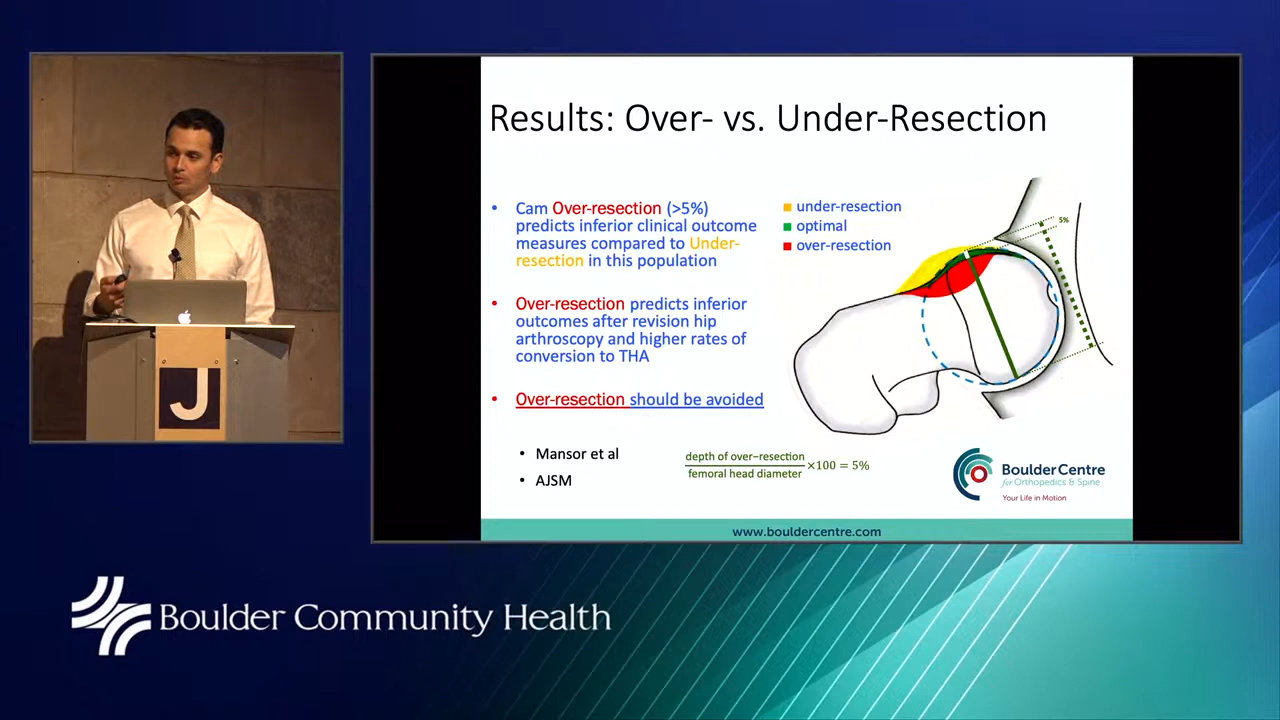 Results: Over- vs. Under-Resection
• Cam Over-resection (>5%)
predicts inferior clinical outcome
measures compared to Under-
resection in this population
• Over-resection predicts inferior
outcomes after revision hip
arthroscopy and higher rates of
conversion to THA
• Over-resection should be avoided
• Mansor et al
• AJSM
under-resection
optimal
over-resection
5%
depth of over−resection
femoral head diameter
×100 = 5%
BoulderCentre
for Orthopedics & Spine
Your Life in Motion
www.bouldercentre.com
J
Boulder Community Health